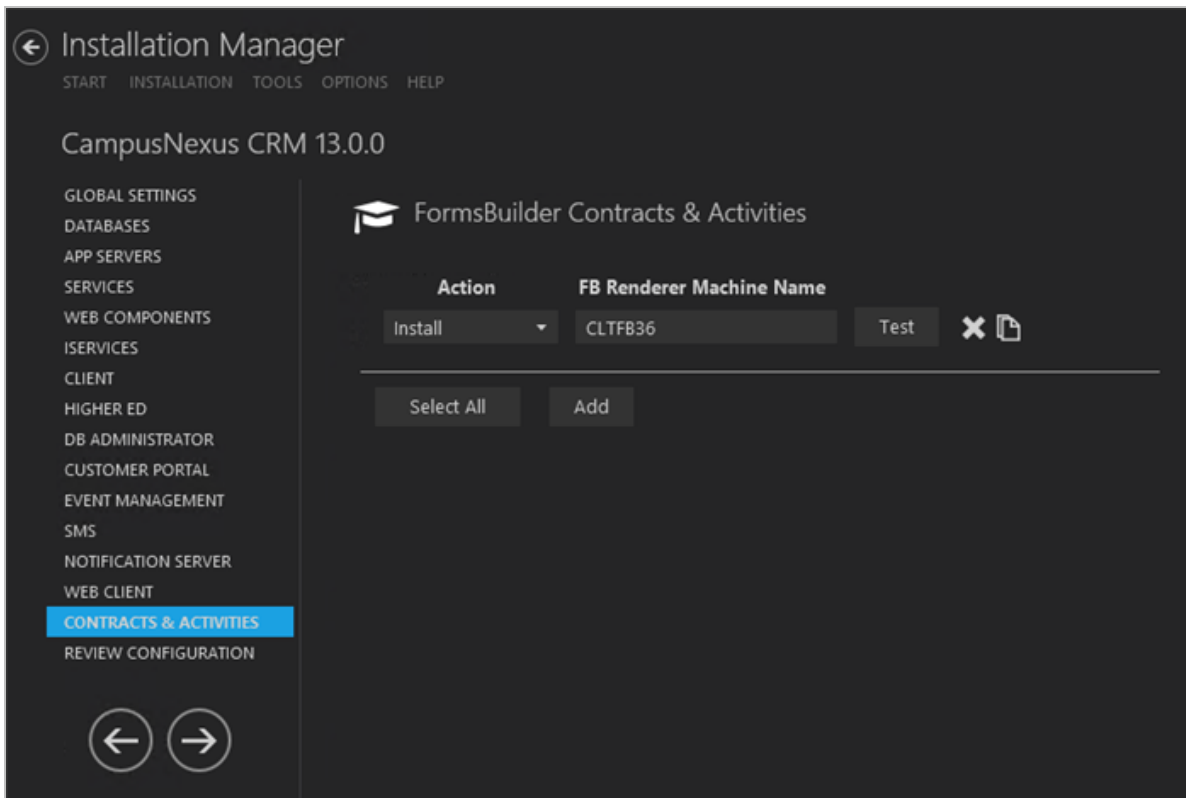 Installation Manager
START INSTALLATION TOOLS OPTIONS HELP
CampusNexus CRM 13.0.0
GLOBAL SETTINGS
DATABASES
APP SERVERS
SERVICES
WEB COMPONENTS
ISERVICES
CLIENT
HIGHER ED
DB ADMINISTRATOR
CUSTOMER PORTAL
EVENT MANAGEMENT
SMS
NOTIFICATION SERVER
WEB CLIENT
CONTRACTS & ACTIVITIES
REVIEW CONFIGURATION
FormsBuilder Contracts & Activities
Action FB Renderer Machine Name
Install CLTFB36 Test
Select All Add